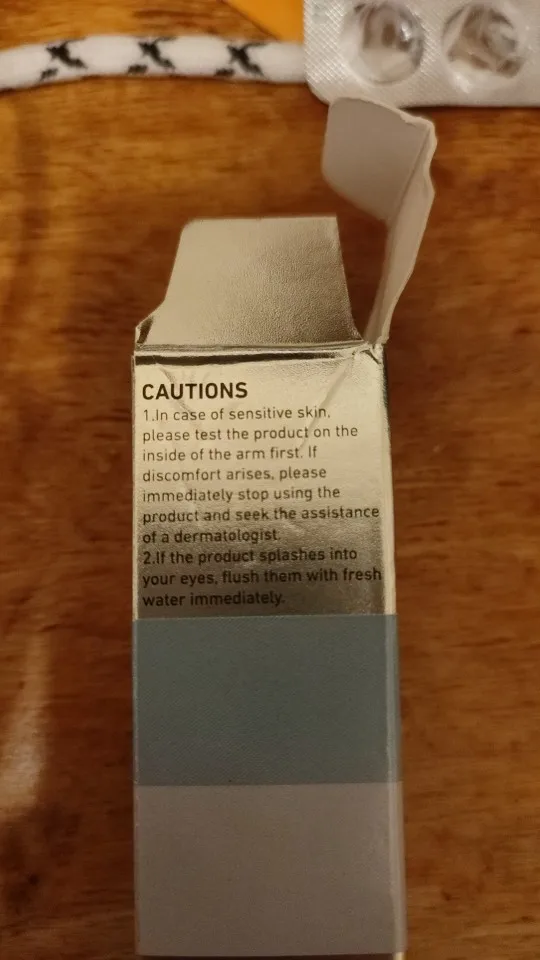 CAUTIONS
1.In case of sensitive skin,
please test the product on the
inside of the arm first. If
discomfort arises, please
immediately stop using the
product and seek the assistance
of a dermatologist.
2.If the product splashes into
your eyes, flush them with fresh
water immediately.